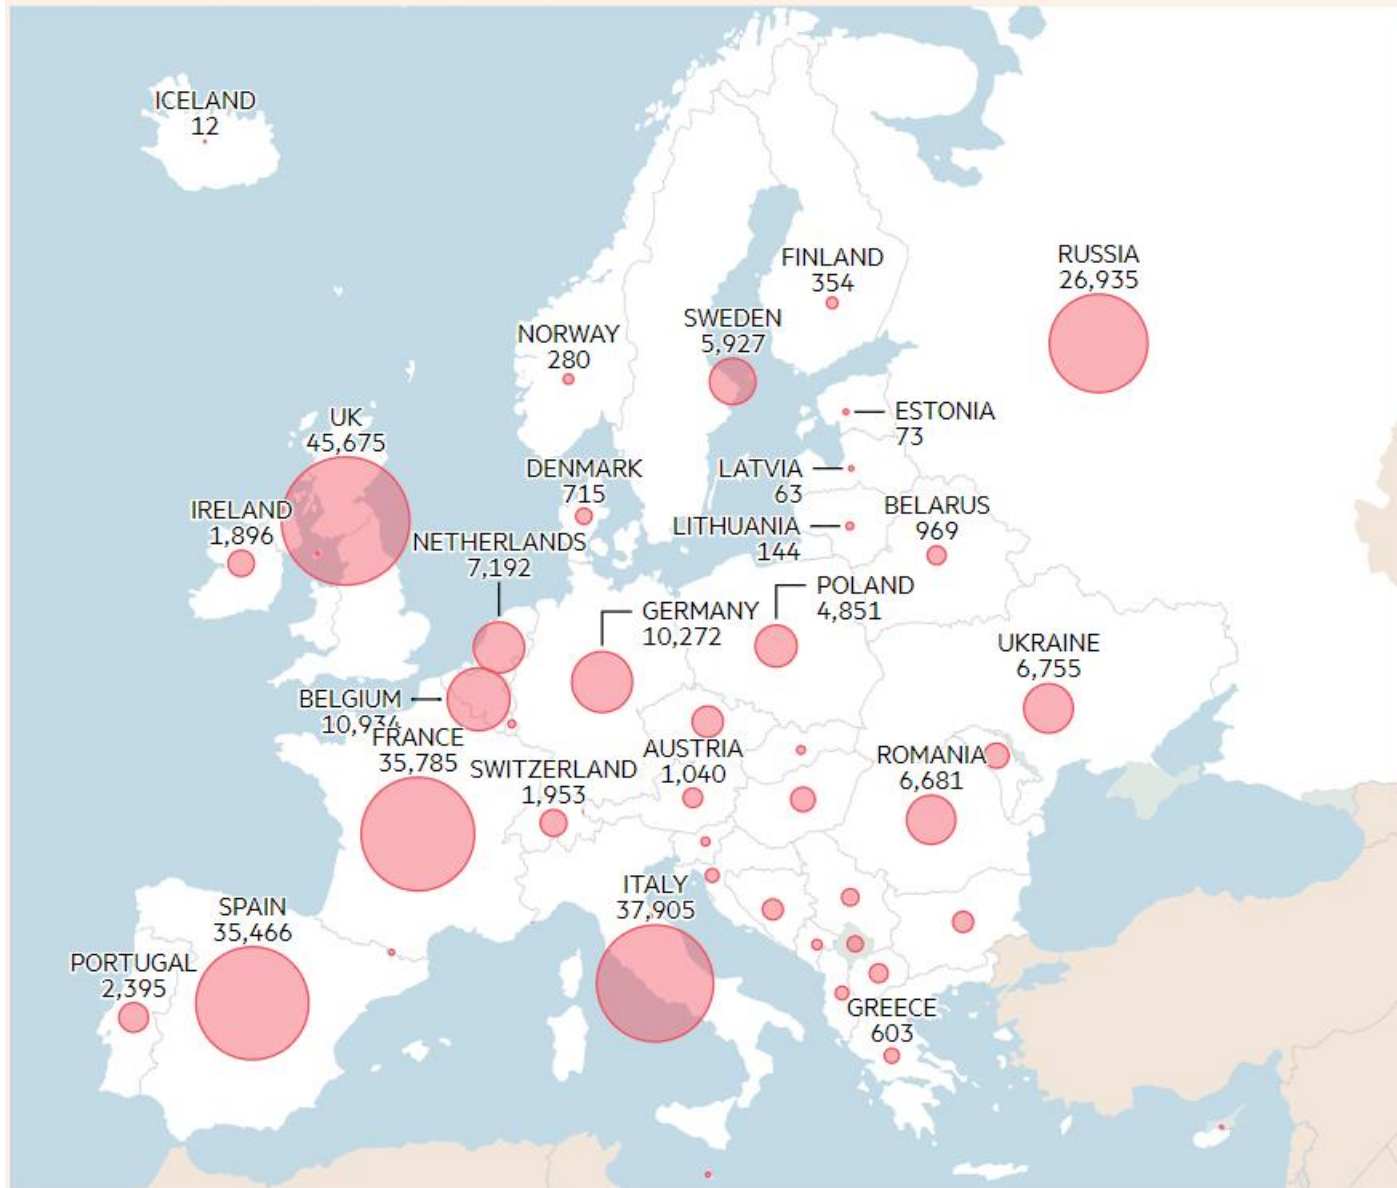 ICELAND
12
FINLAND
354
RUSSIA
26,935
SWEDEN
5,927
NORWAY
280
UK
45,675
ESTONIA
73
DENMARK
715
LATVIA
63
BELARUS
969
IRELAND
1,896
LITHUANIA
144
NETHERLANDS
7,192
POLAND
4,851
GERMANY
10,272
UKRAINE
6,755
BELGIUM
10,934
FRANCE
35,785
AUSTRIA
1,040
ROMANIA
6,681
SWITZERLAND
1,953
ITALY
37,905
SPAIN
35,466
PORTUGAL
2,395
GREECE
603